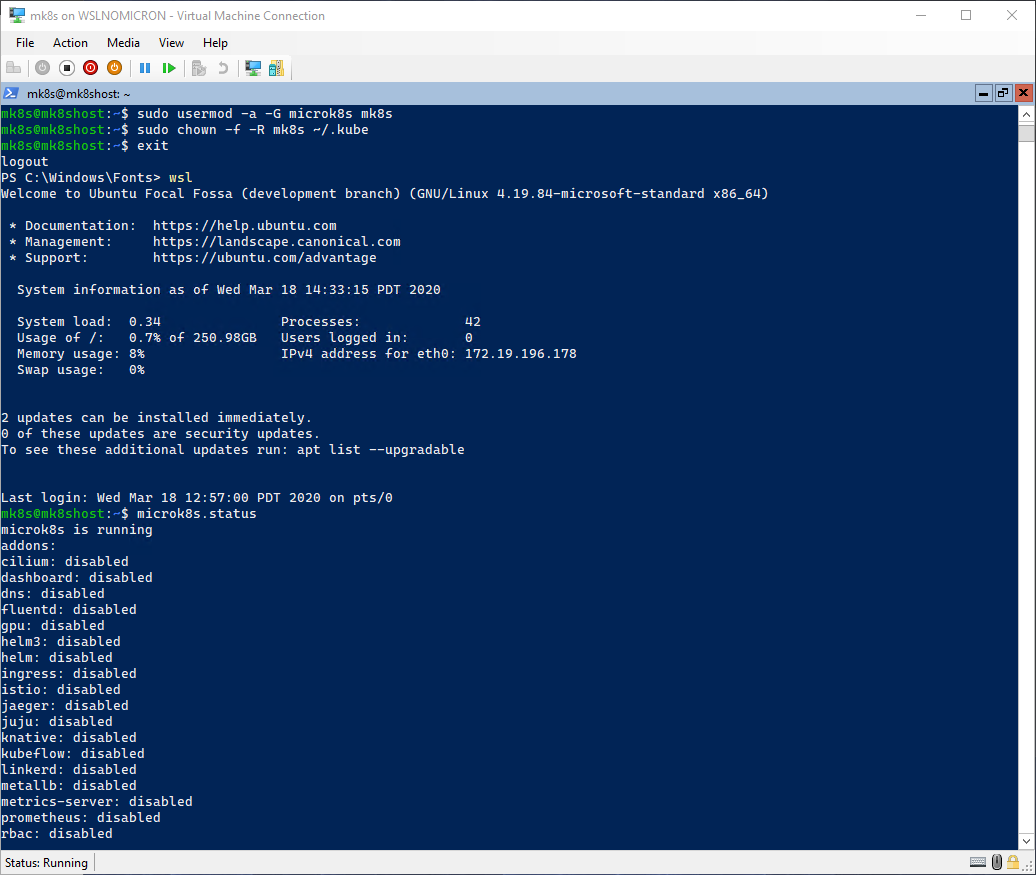 mk8s on WSLNOMICRON - Virtual Machine Connection
File Action Media View Help
mk8s@mk8shost: ~
mk8s@mk8shost:~$ sudo usermod -a -G microk8s mk8s
mk8s@mk8shost:~$ sudo chown -f -R mk8s ~/.kube
mk8s@mk8shost:~$ exit
logout
PS C:\Windows\Fonts> wsl
Welcome to Ubuntu Focal Fossa (development branch) (GNU/Linux 4.19.84-microsoft-standard x86_64)
* Documentation: https://help.ubuntu.com
* Management: https://landscape.canonical.com
* Support: https://ubuntu.com/advantage
System information as of Wed Mar 18 14:33:15 PDT 2020
System load: 0.34 Processes: 42
Usage of /: 0.7% of 250.98GB Users logged in: 0
Memory usage: 8% IPv4 address for eth0: 172.19.196.178
Swap usage: 0%
2 updates can be installed immediately.
0 of these updates are security updates.
To see these additional updates run: apt list --upgradable
Last login: Wed Mar 18 12:57:00 PDT 2020 on pts/0
mk8s@mk8shost:~$ microk8s.status
microk8s is running
addons:
cilium: disabled
dashboard: disabled
dns: disabled
fluentd: disabled
gpu: disabled
helm3: disabled
helm: disabled
ingress: disabled
istio: disabled
jaeger: disabled
juju: disabled
knative: disabled
kubeflow: disabled
linkerd: disabled
metallb: disabled
metrics-server: disabled
prometheus: disabled
rbac: disabled
Status: Running